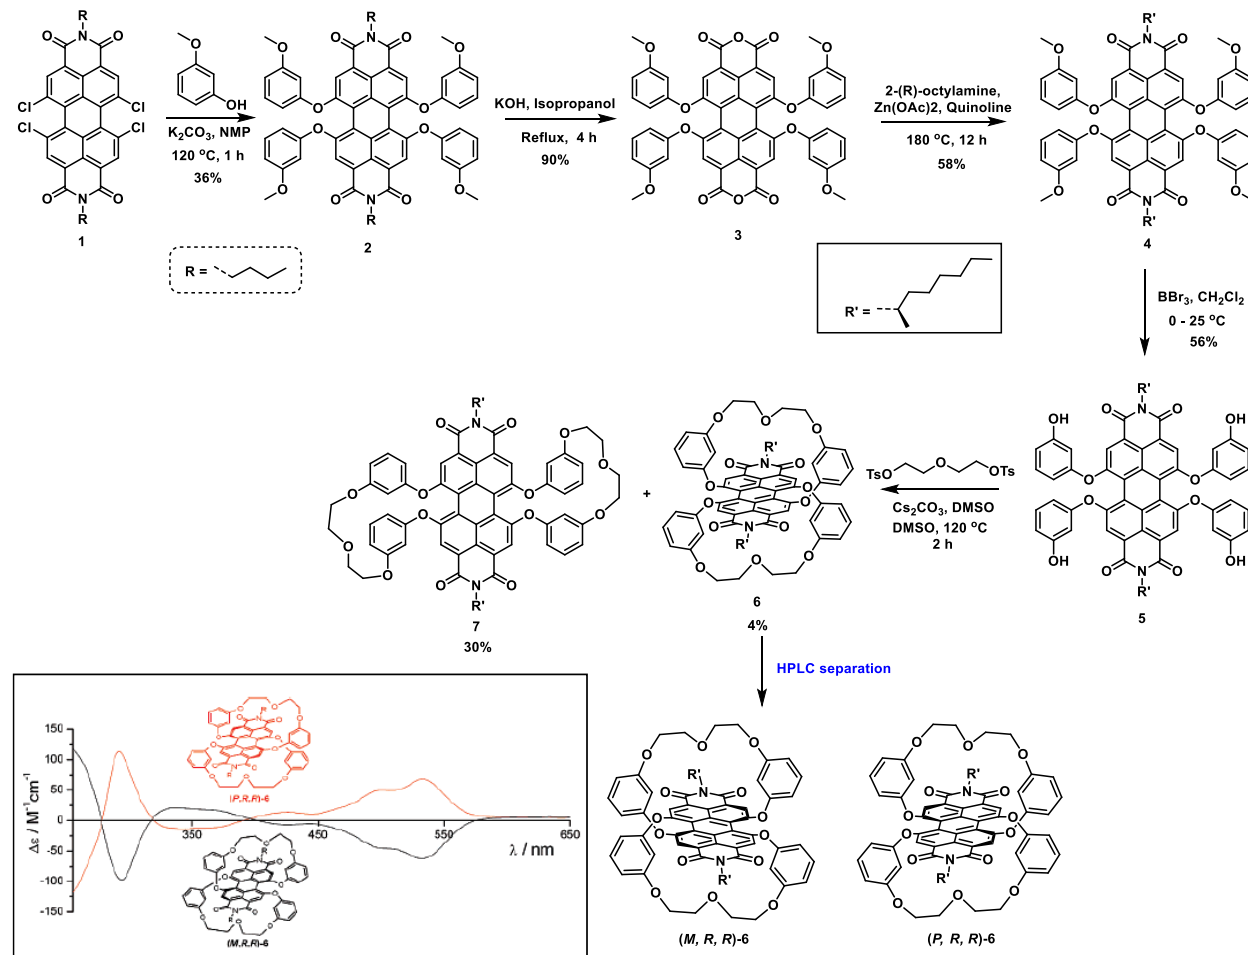 R
O
N
O
O
OH
Cl
Cl
Cl
Cl
K2CO3, NMP
120 °C, 1 h
36%
O
N
O
R
1
R
O
N
O
O
O
O
O
O
O
O
O
O
N
O
R
2
R =
KOH, Isopropanol
Reflux, 4 h
90%
O
O
O
O
O
O
O
O
O
O
O
O
O
O
3
2-(R)-octylamine,
Zn(OAc)2, Quinoline
180 °C, 12 h
58%
R' =
R'
O
N
O
O
O
O
O
O
O
O
O
O
N
O
R'
4
BBr3, CH2Cl2
0 - 25 °C
56%
R'
O
N
O
OH
OH
O
O
O
O
OH
OH
O
N
O
R'
5
TsO
O
OTs
Cs2CO3, DMSO
DMSO, 120 °C
2 h
R'
O
N
O
O
O
O
O
O
O
O
O
O
O
O
N
O
R'
7
30%
+
O
O
O
R'
O
N
O
O
O
O
O
O
N
O
R'
O
O
O
6
4%
HPLC separation
O
O
O
R'
O
N
O
O
O
O
O
O
N
O
R'
O
O
O
(M, R, R)-6
O
O
O
R'
O
N
O
O
O
O
O
O
N
O
R'
O
O
O
(P, R, R)-6
Δε / M-1cm-1
150
100
50
0
-50
-100
-150
350
450
550
650
λ / nm
(P,R,R)-6
(M,R,R)-6